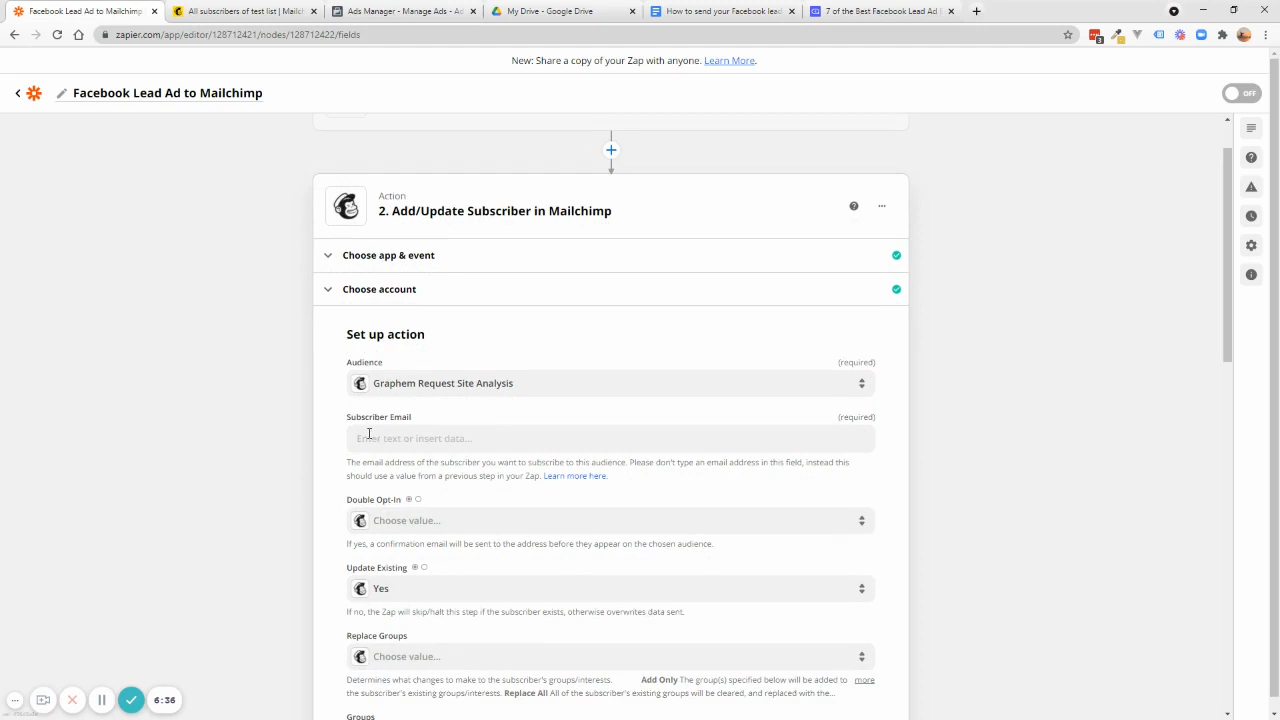 Facebook Lead Ad to Mailchimp
All subscribers of test list | Mailch
Ads Manager - Manage Ads - Ad
My Drive - Google Drive
How to send your Facebook lead
7 of the Best Facebook Lead Ad
zapier.com/app/editor/128712421/nodes/128712422/fields
3
New: Share a copy of your Zap with anyone. Learn More.
Facebook Lead Ad to Mailchimp
OFF
Action
2. Add/Update Subscriber in Mailchimp
Choose app & event
Choose account
Set up action
Audience
(required)
Graphem Request Site Analysis
Subscriber Email
(required)
Enter text or insert data...
The email address of the subscriber you want to subscribe to this audience. Please don't type an email address in this field, instead this
should use a value from a previous step in your Zap. Learn more here.
Double Opt-In
Choose value...
If yes, a confirmation email will be sent to the address before they appear on the chosen audience.
Update Existing
Yes
If no, the Zap will skip/halt this step if the subscriber exists, otherwise overwrites data sent.
Replace Groups
Choose value...
Determines what changes to make to the subscriber's groups/interests. Add Only The group(s) specified below will be added to more
the subscriber's existing groups/interests. Replace All All of the subscriber's existing groups will be cleared, and replaced with the...
6:36
Groups